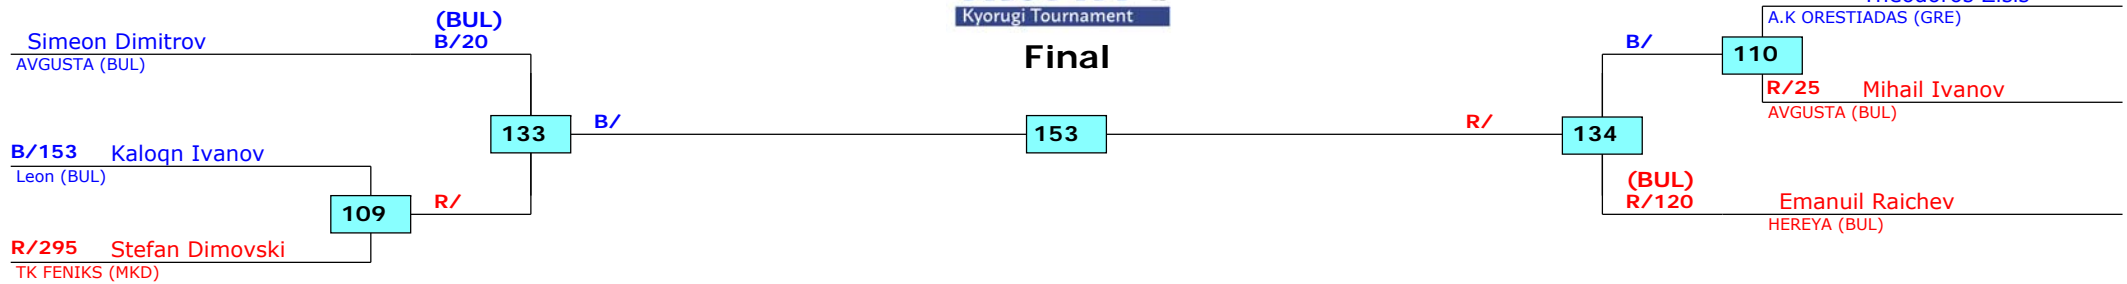 Kyorugi Tournament
Final
(BUL)
B/20
Simeon Dimitrov
AVGUSTA (BUL)
133
B/
B/153 Kaloqn Ivanov
Leon (BUL)
109
R/
R/295 Stefan Dimovski
TK FENIKS (MKD)
153
R/
134
B/
A.K ORESTIADAS (GRE)
110
R/25 Mihail Ivanov
AVGUSTA (BUL)
(BUL)
R/120
Emanuil Raichev
HEREYA (BUL)